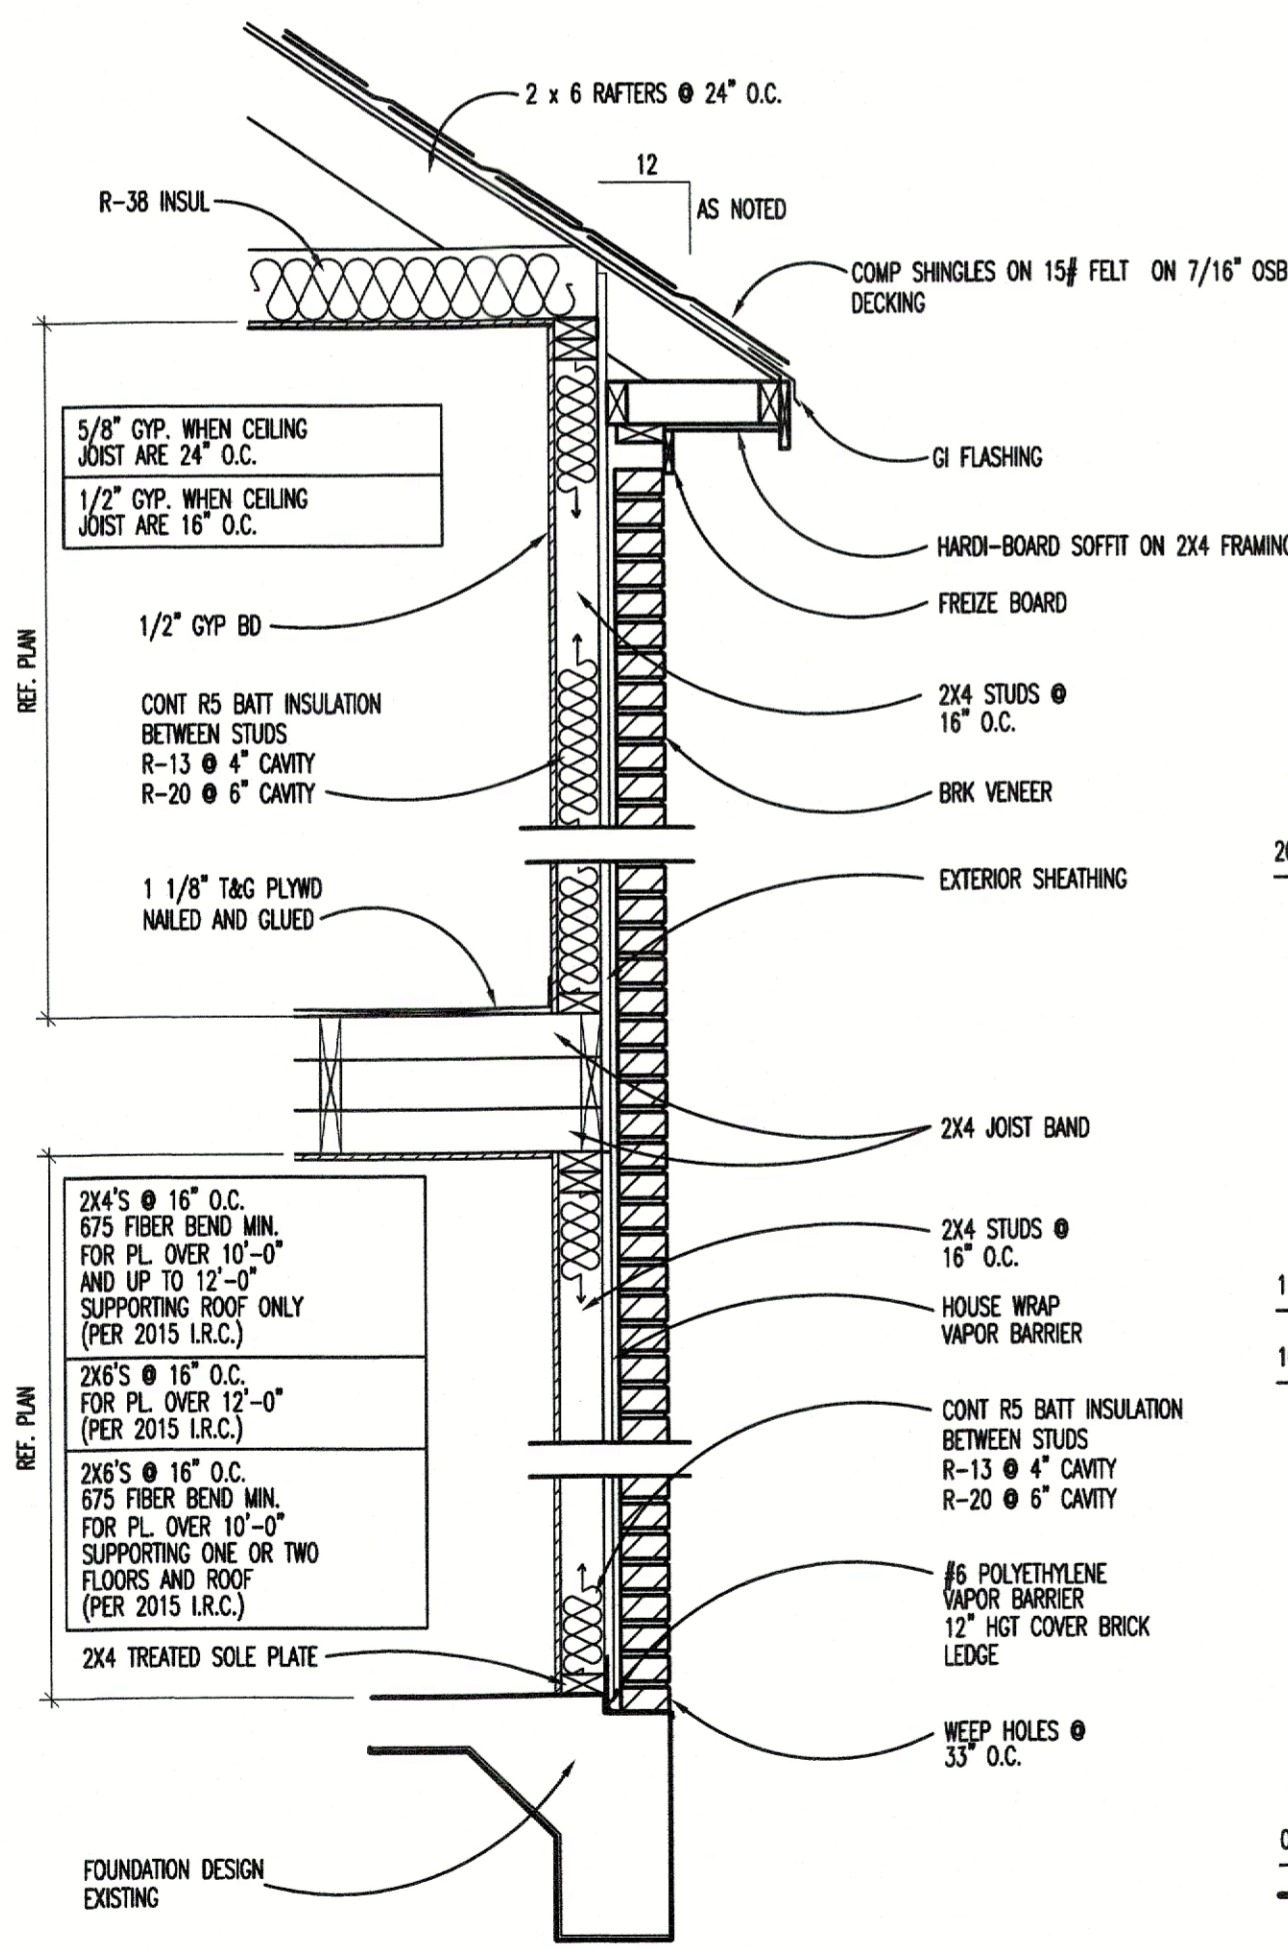 2 x 6 RAFTERS @ 24" O.C.
12
AS NOTED
R-38 INSUL
COMP SHINGLES ON 15# FELT ON 7/16" OSB
DECKING
5/8" GYP. WHEN CEILING
JOIST ARE 24" O.C.
1/2" GYP. WHEN CEILING
JOIST ARE 16" O.C.
GI FLASHING
HARDI-BOARD SOFFIT ON 2X4 FRAMING
FREIZE BOARD
1/2" GYP BD
REF. PLAN
2X4 STUDS @
16" O.C.
CONT R5 BATT INSULATION
BETWEEN STUDS
R-13 @ 4" CAVITY
R-20 @ 6" CAVITY
BRK VENEER
EXTERIOR SHEATHING
1 1/8" T&G PLYWD
NAILED AND GLUED
2X4 JOIST BAND
2X4'S @ 16" O.C.
675 FIBER BEND MIN.
FOR PL. OVER 10'-0"
AND UP TO 12'-0"
SUPPORTING ROOF ONLY
(PER 2015 I.R.C.)
2X6'S @ 16" O.C.
FOR PL. OVER 12'-0"
(PER 2015 I.R.C.)
2X6'S @ 16" O.C.
675 FIBER BEND MIN.
FOR PL. OVER 10'-0"
SUPPORTING ONE OR TWO
FLOORS AND ROOF
(PER 2015 I.R.C.)
REF. PLAN
2X4 STUDS @
16" O.C.
HOUSE WRAP
VAPOR BARRIER
CONT R5 BATT INSULATION
BETWEEN STUDS
R-13 @ 4" CAVITY
R-20 @ 6" CAVITY
#6 POLYETHYLENE
VAPOR BARRIER
12" HGT COVER BRICK
LEDGE
2X4 TREATED SOLE PLATE
WEEP HOLES @
33" O.C.
FOUNDATION DESIGN
EXISTING